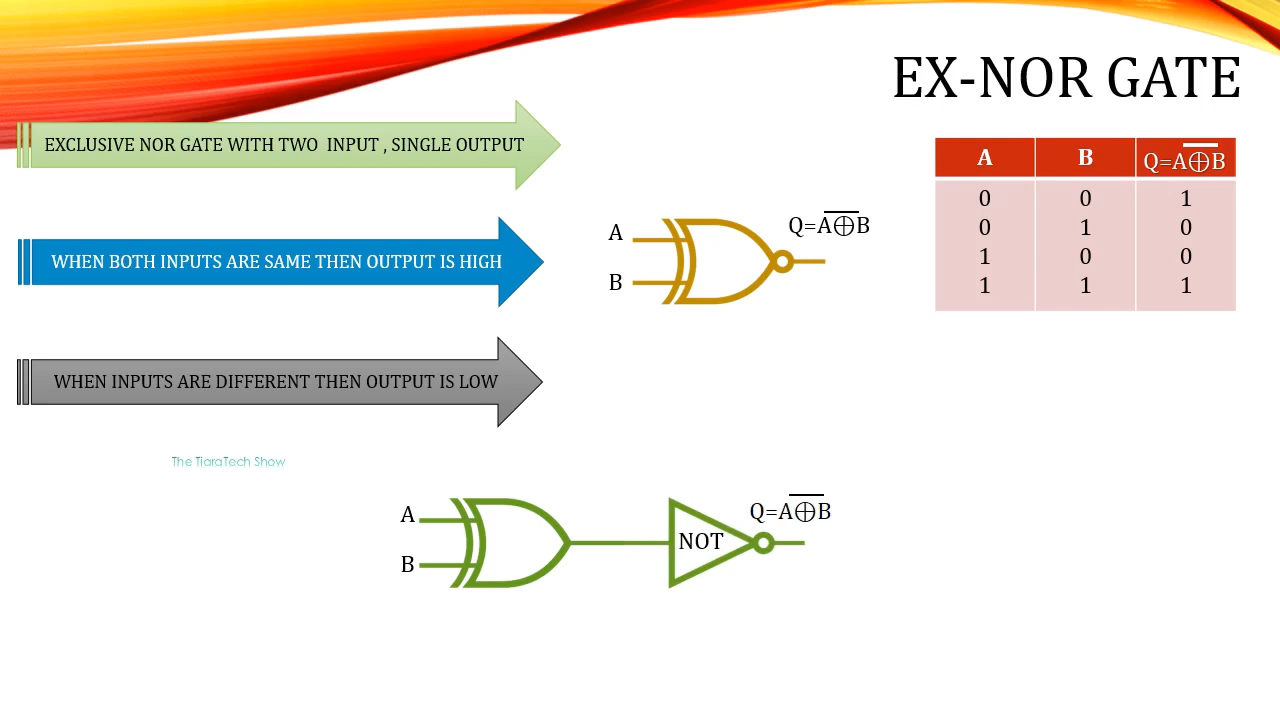 EX-NOR GATE
EXCLUSIVE NOR GATE WITH TWO INPUT , SINGLE OUTPUT
WHEN BOTH INPUTS ARE SAME THEN OUTPUT IS HIGH
WHEN INPUTS ARE DIFFERENT THEN OUTPUT IS LOW
The TiaraTech Show
A
B
Q=A̅⊕̅B̅
A B Q=A̅⊕̅B̅
0 0 1
0 1 0
1 0 0
1 1 1
A
B
NOT
Q=A̅⊕̅B̅